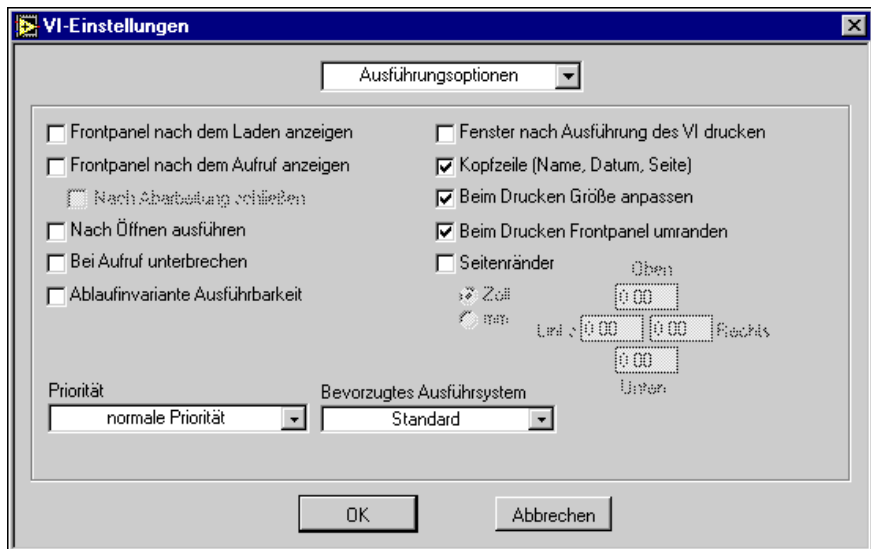 VI-Einstellungen
Ausführungsoptionen
Frontpanel nach dem Laden anzeigen
Frontpanel nach dem Aufruf anzeigen
Nach Abarbeitung schließen
Nach Öffnen ausführen
Bei Aufruf unterbrechen
Ablaufinvariante Ausführbarkeit
Fenster nach Ausführung des VI drucken
Kopfzeile (Name, Datum, Seite)
Beim Drucken Größe anpassen
Beim Drucken Frontpanel umranden
Seitenränder
Zoll
mm
Oben
0.00
Links 0.00 0.00 Rechts
0.00
Unten
Priorität
normale Priorität
Bevorzugtes Ausführsystem
Standard
OK
Abbrechen